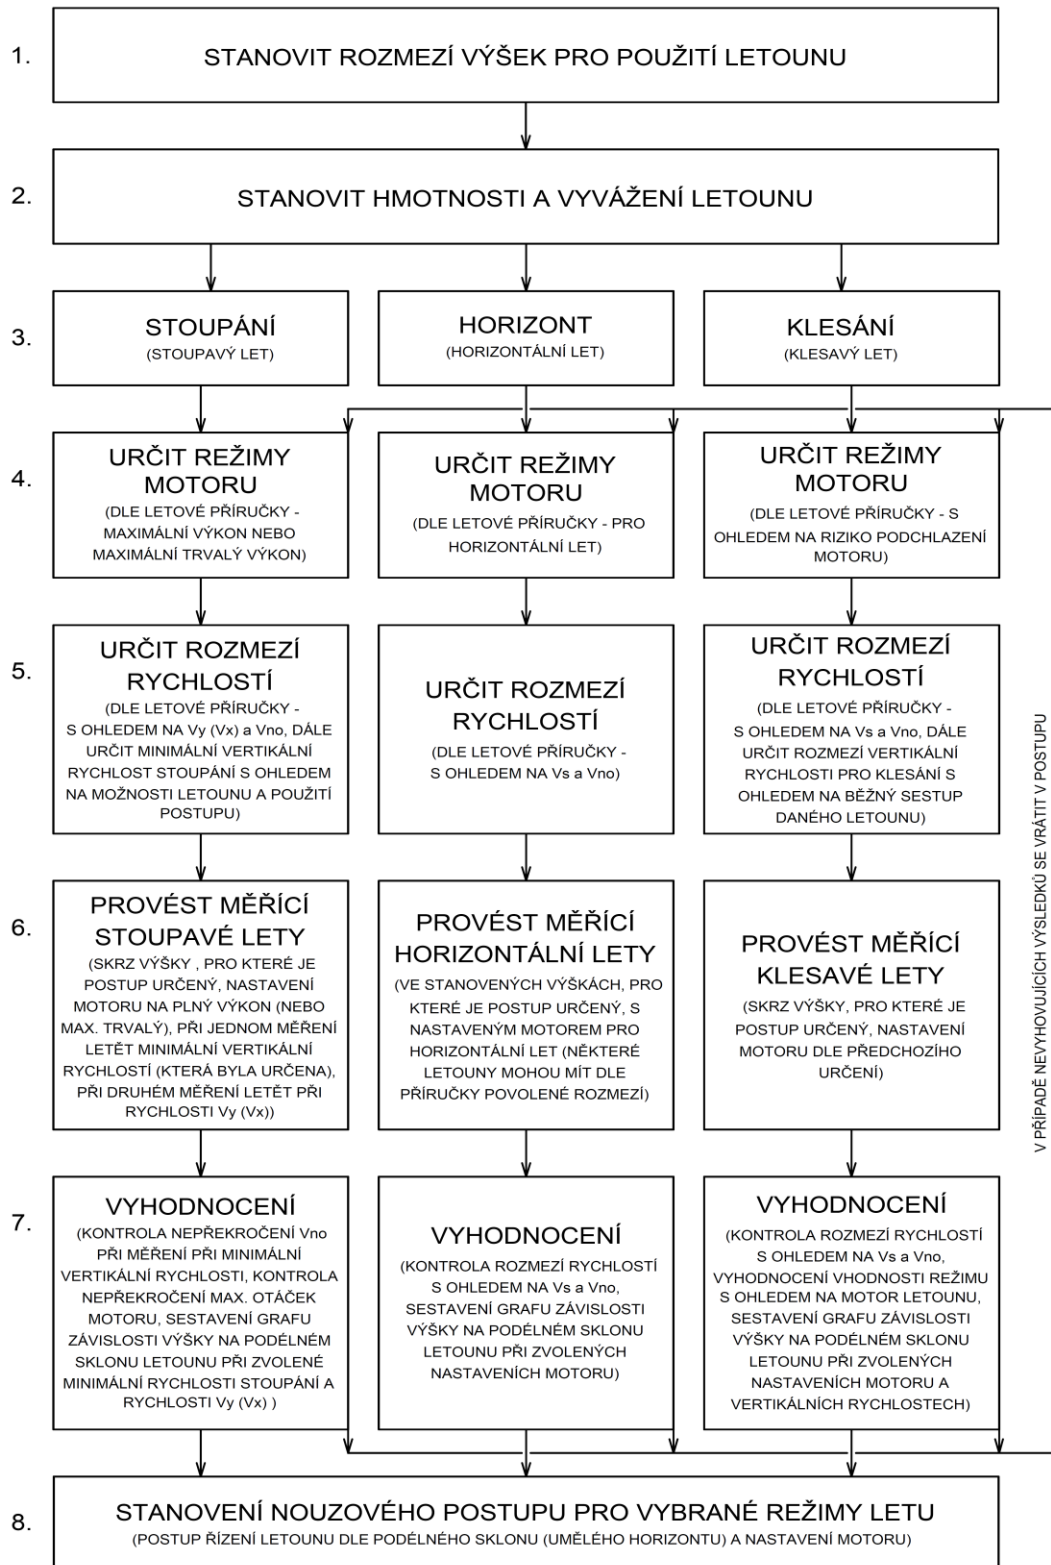 1.
STANOVIT ROZMEZÍ VÝŠEK PRO POUŽITÍ LETOUNU
2.
STANOVIT HMOTNOSTI A VYVÁŽENÍ LETOUNU
3.
STOUPÁNÍ
(STOUPAVÝ LET)
HORIZONT
(HORIZONTÁLNÍ LET)
KLESÁNÍ
(KLESAVÝ LET)
4.
URČIT REŽIMY
MOTORU
(DLE LETOVÉ PŘÍRUČKY -
MAXIMÁLNÍ VÝKON NEBO
MAXIMÁLNÍ TRVALÝ VÝKON)
URČIT REŽIMY
MOTORU
(DLE LETOVÉ PŘÍRUČKY - PRO
HORIZONTÁLNÍ LET)
URČIT REŽIMY
MOTORU
(DLE LETOVÉ PŘÍRUČKY - S
OHLEDEM NA RIZIKO PODCHLAZENÍ
MOTORU)
5.
URČIT ROZMEZÍ
RYCHLOSTÍ
(DLE LETOVÉ PŘÍRUČKY -
S OHLEDEM NA Vy (Vx) a Vno, DÁLE
URČIT MINIMÁLNÍ VERTIKÁLNÍ
RYCHLOST STOUPÁNÍ S OHLEDEM
NA MOŽNOSTI LETOUNU A POUŽITÍ
POSTUPU)
URČIT ROZMEZÍ
RYCHLOSTÍ
(DLE LETOVÉ PŘÍRUČKY -
S OHLEDEM NA Vs a Vno)
URČIT ROZMEZÍ
RYCHLOSTÍ
(DLE LETOVÉ PŘÍRUČKY -
S OHLEDEM NA Vs a Vno, DÁLE
URČIT ROZMEZÍ VERTIKÁLNÍ
RYCHLOSTI PRO KLESÁNÍ S
OHLEDEM NA BĚŽNÝ SESTUP
DANÉHO LETOUNU)
6.
PROVÉST MĚŘÍCÍ
STOUPAVÉ LETY
(SKRZ VÝŠKY , PRO KTERÉ JE
POSTUP URČENÝ, NASTAVENÍ
MOTORU NA PLNÝ VÝKON (NEBO
MAX. TRVALÝ), PŘI JEDNOM MĚŘENÍ
LETĚT MINIMÁLNÍ VERTIKÁLNÍ
RYCHLOSTÍ (KTERÁ BYLA URČENA),
PŘI DRUHÉM MĚŘENÍ LETĚT PŘI
RYCHLOSTI Vy (Vx))
PROVÉST MĚŘÍCÍ
HORIZONTÁLNÍ LETY
(VE STANOVENÝCH VÝŠKÁCH, PRO
KTERÉ JE POSTUP URČENÝ, S
NASTAVENÝM MOTOREM PRO
HORIZONTÁLNÍ LET (NĚKTERÉ
LETOUNY MOHOU MÍT DLE
PŘÍRUČKY POVOLENÉ ROZMEZÍ)
PROVÉST MĚŘÍCÍ
KLESAVÉ LETY
(SKRZ VÝŠKY, PRO KTERÉ JE
POSTUP URČENÝ, NASTAVENÍ
MOTORU DLE PŘEDCHOZÍHO
URČENÍ)
7.
VYHODNOCENÍ
(KONTROLA NEPŘEKROČENÍ Vno
PŘI MĚŘENÍ PŘI MINIMÁLNÍ
VERTIKÁLNÍ RYCHLOSTI, KONTROLA
NEPŘEKROČENÍ MAX. OTÁČEK
MOTORU, SESTAVENÍ GRAFU
ZÁVISLOSTI VÝŠKY NA PODÉLNÉM
SKLONU LETOUNU PŘI ZVOLENÉ
MINIMÁLNÍ RYCHLOSTI STOUPÁNÍ A
RYCHLOSTI Vy (Vx) )
VYHODNOCENÍ
(KONTROLA ROZMEZÍ RYCHLOSTÍ
S OHLEDEM NA Vs a Vno,
SESTAVENÍ GRAFU ZÁVISLOSTI
VÝŠKY NA PODÉLNÉM SKLONU
LETOUNU PŘI ZVOLENÝCH
NASTAVENÍCH MOTORU)
VYHODNOCENÍ
(KONTROLA ROZMEZÍ RYCHLOSTÍ
S OHLEDEM NA Vs a Vno,
VYHODNOCENÍ VHODNOSTI REŽIMU
S OHLEDEM NA MOTOR LETOUNU,
SESTAVENÍ GRAFU ZÁVISLOSTI
VÝŠKY NA PODÉLNÉM SKLONU
LETOUNU PŘI ZVOLENÝCH
NASTAVENÍCH MOTORU A
VERTIKÁLNÍCH RYCHLOSTECH)
V PŘÍPADĚ NEVYHOVUJÍCÍCH VÝSLEDKŮ SE VRÁTIT V POSTUPU
8.
STANOVENÍ NOUZOVÉHO POSTUPU PRO VYBRANÉ REŽIMY LETU
(POSTUP ŘÍZENÍ LETOUNU DLE PODÉLNÉHO SKLONU (UMĚLÉHO HORIZONTU) A NASTAVENÍ MOTORU)